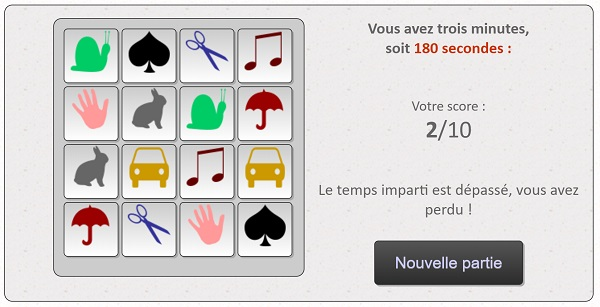 Vous avez trois minutes,
soit 180 secondes :
Votre score :
2/10
Le temps imparti est dépassé, vous avez
perdu !
Nouvelle partie